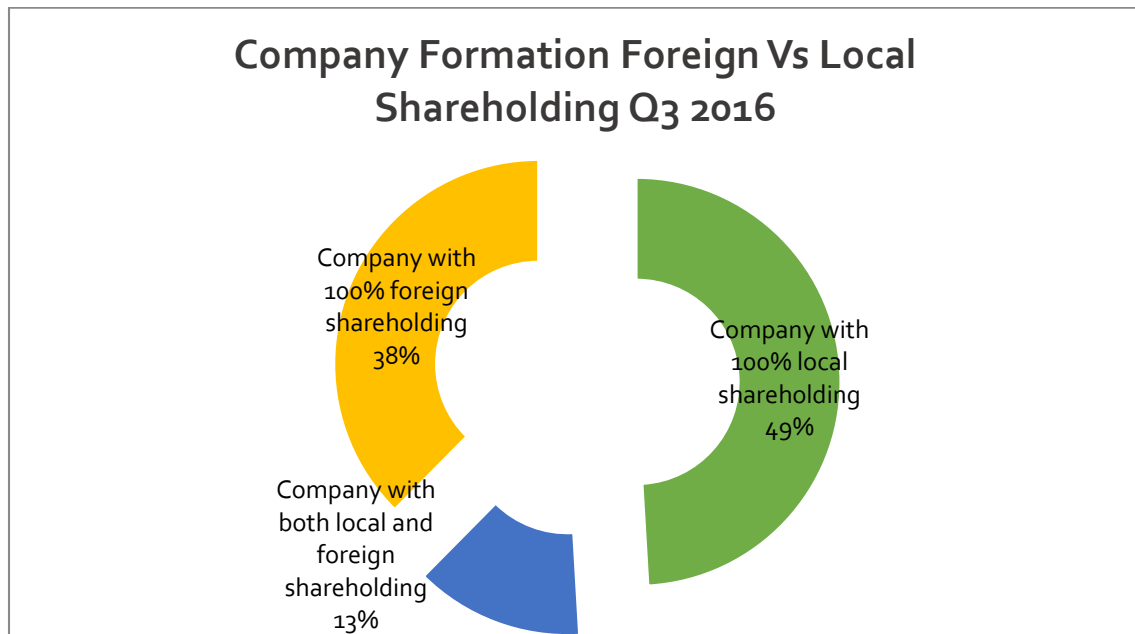 Company Formation Foreign Vs Local
Shareholding Q3 2016
Company with
100% foreign
shareholding
38%
Company with
100% local
shareholding
49%
Company with
both local and
foreign
shareholding
13%